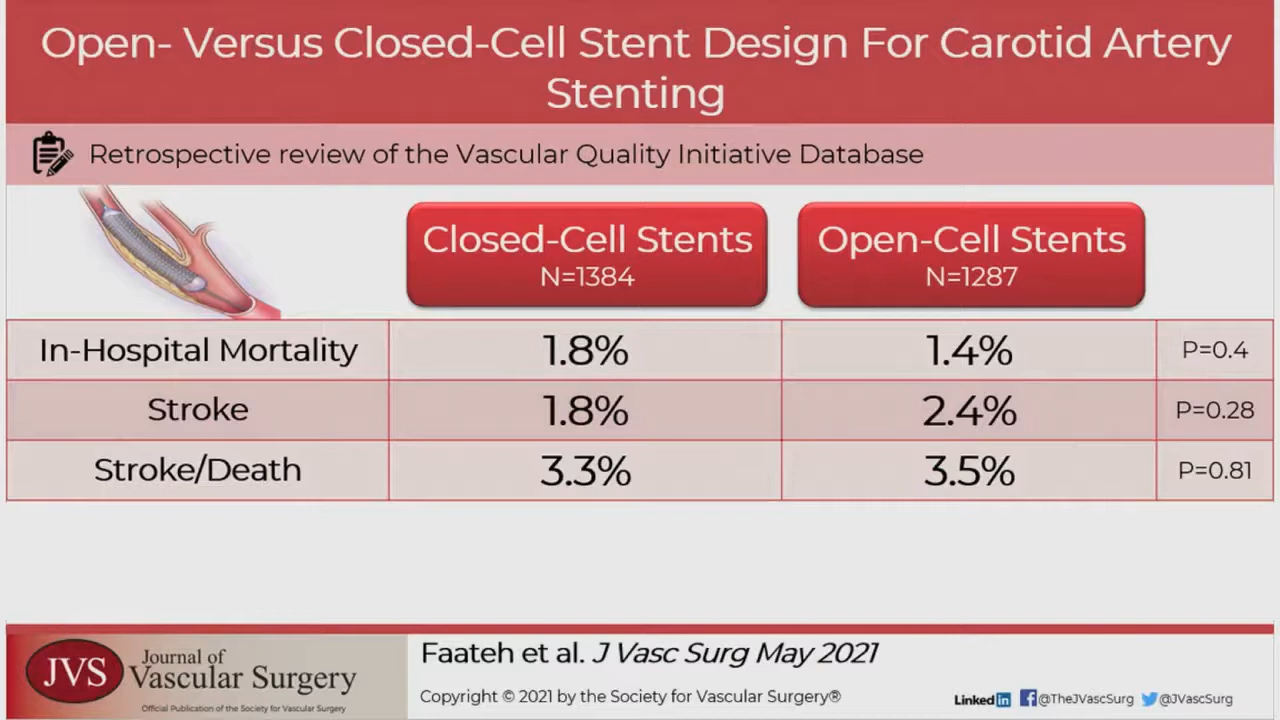 Open- Versus Closed-Cell Stent Design For Carotid Artery
Stenting
Retrospective review of the Vascular Quality Initiative Database
Closed-Cell Stents
N=1384
Open-Cell Stents
N=1287
In-Hospital Mortality 1.8% 1.4% P=0.4
Stroke 1.8% 2.4% P=0.28
Stroke/Death 3.3% 3.5% P=0.81
JVS
Journal of
Vascular Surgery
Official Publication of the Society for Vascular Surgery
Faateh et al. J Vasc Surg May 2021
Copyright © 2021 by the Society for Vascular Surgery®
Linked in @TheJVascSurg @JVascSurg